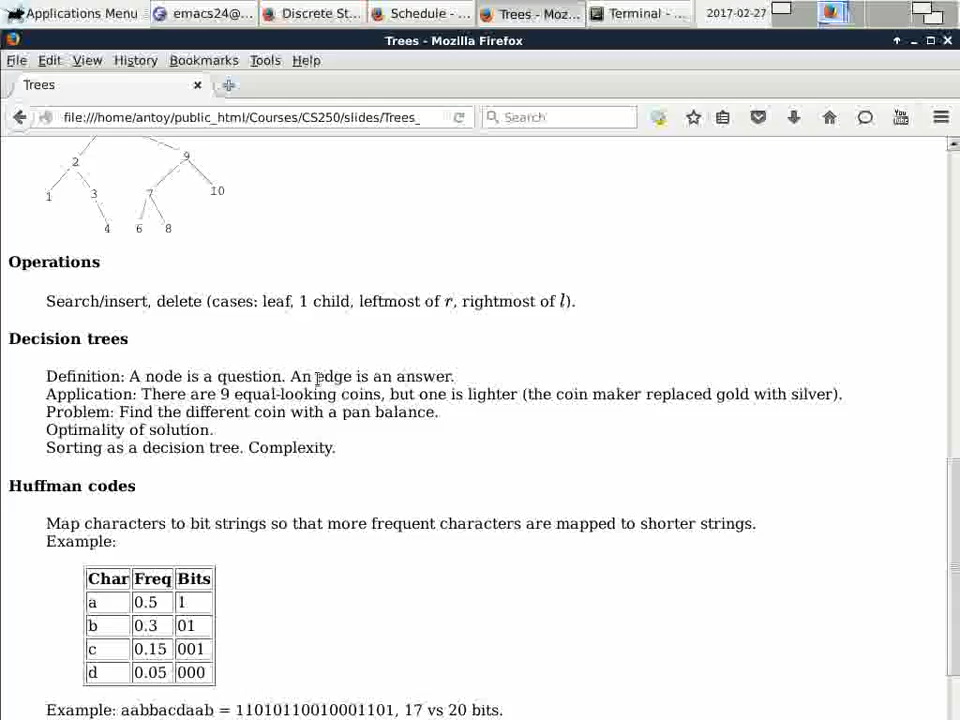 Applications Menu emacs24@... Discrete St... Schedule - ... Trees - Moz... Terminal - ... 2017-02-27
Trees - Mozilla Firefox
File Edit View History Bookmarks Tools Help
Trees
file:///home/antoy/public_html/Courses/CS250/slides/Trees_ Search
2 9
1 3 7 10
4 6 8
Operations
Search/insert, delete (cases: leaf, 1 child, leftmost of r, rightmost of l).
Decision trees
Definition: A node is a question. An edge is an answer.
Application: There are 9 equal-looking coins, but one is lighter (the coin maker replaced gold with silver).
Problem: Find the different coin with a pan balance.
Optimality of solution.
Sorting as a decision tree. Complexity.
Huffman codes
Map characters to bit strings so that more frequent characters are mapped to shorter strings.
Example:
Char Freq Bits
a 0.5 1
b 0.3 01
c 0.15 001
d 0.05 000
Example: aabbacdaab = 11010110010001101, 17 vs 20 bits.